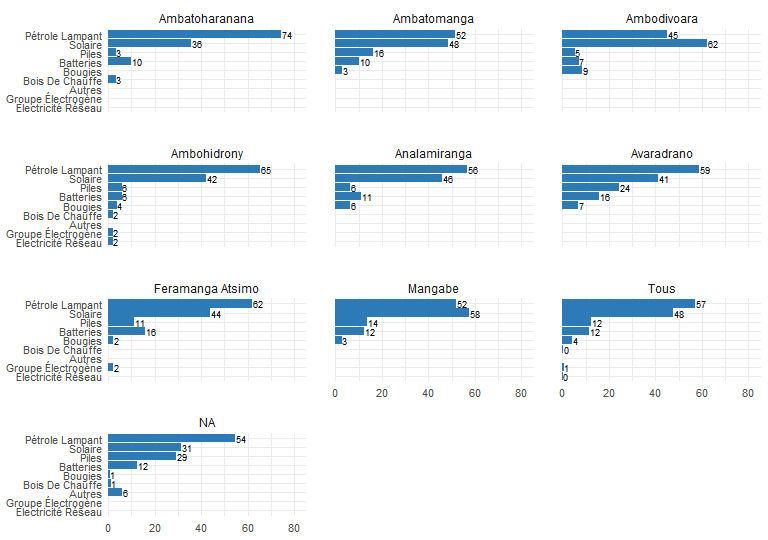 Ambatoharanana Ambatomanga Ambodivoara
Pétrole Lampant 74 52 45
Solaire 36 48 62
Piles 3 16 5
Batteries 10 10 7
Bougies 3 9
Bois De Chauffe 3
Autres
Groupe Électrogène
Electricité Réseau
Ambohidrony Analamiranga Avaradrano
Pétrole Lampant 65 56 59
Solaire 42 46 41
Piles 6 6 24
Batteries 6 11 16
Bougies 4 6 7
Bois De Chauffe 2
Autres
Groupe Électrogène 2
Electricité Réseau 2
Feramanga Atsimo Mangabe Tous
Pétrole Lampant 62 52 57
Solaire 44 58 48
Piles 11 14 12
Batteries 16 12 12
Bougies 2 3 4
Bois De Chauffe 0
Autres
Groupe Électrogène 2 1
Electricité Réseau 0
0 20 40 60 80 0 20 40 60 80
NA
Pétrole Lampant 54
Solaire 31
Piles 29
Batteries 12
Bougies 1
Bois De Chauffe 1
Autres 6
Groupe Électrogène
Electricité Réseau
0 20 40 60 80